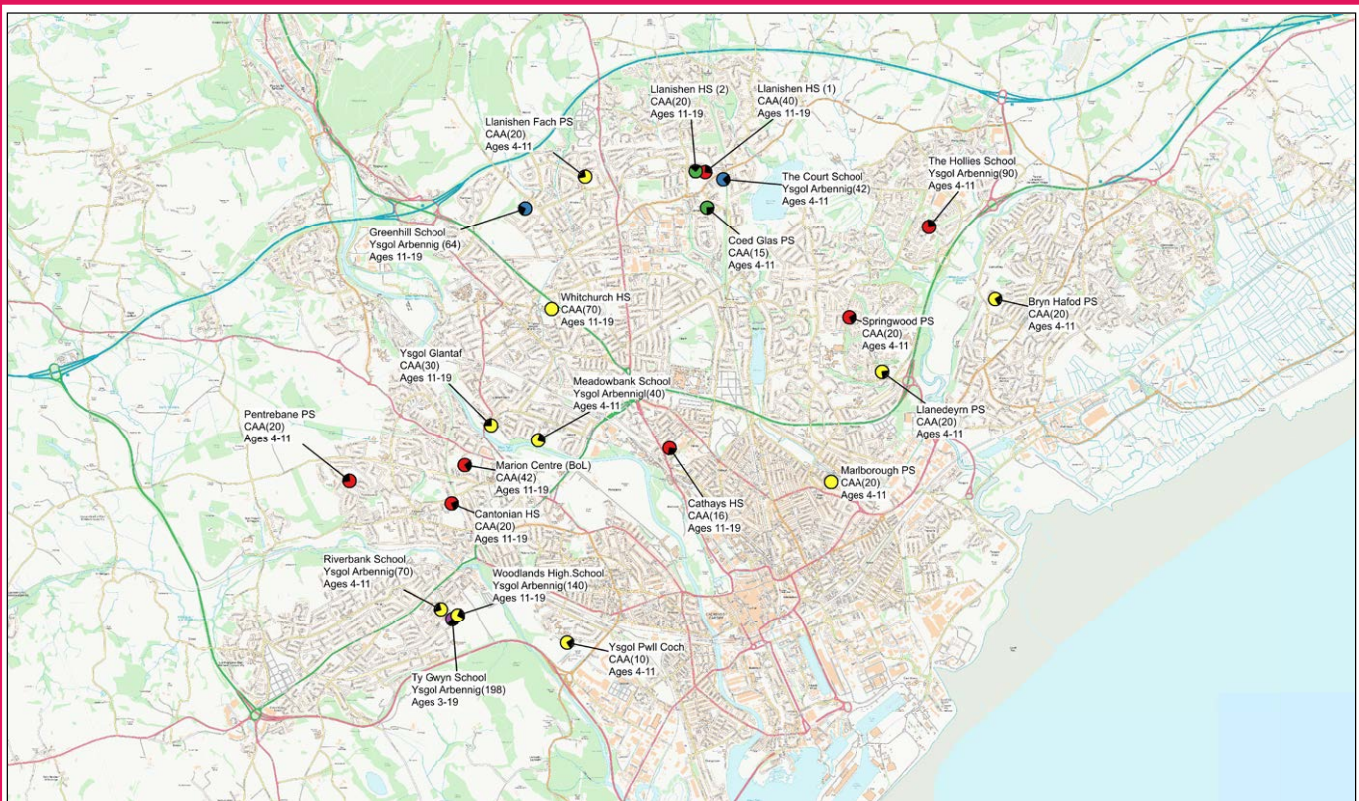 Llanishen HS (2)
CAA(20)
Ages 11-19
Llanishen HS (1)
CAA(40)
Ages 11-19
Llanishen Fach PS
CAA(20)
Ages 4-11
The Court School
Ysgol Arbennig(42)
Ages 4-11
The Hollies School
Ysgol Arbennig(90)
Ages 4-11
Greenhill School
Ysgol Arbennig (64)
Ages 11-19
Coed Glas PS
CAA(15)
Ages 4-11
Whitchurch HS
CAA(70)
Ages 11-19
Bryn Hafod PS
CAA(20)
Ages 4-11
Springwood PS
CAA(20)
Ages 4-11
Ysgol Glantaf
CAA(30)
Ages 11-19
Meadowbank School
Ysgol Arbennigl(40)
Ages 4-11
Llanedeyrn PS
CAA(20)
Ages 4-11
Pentrebane PS
CAA(20)
Ages 4-11
Marion Centre (BoL)
CAA(42)
Ages 11-19
Marlborough PS
CAA(20)
Ages 4-11
Cathays HS
CAA(16)
Ages 11-19
Cantonian HS
CAA(20)
Ages 11-19
Riverbank School
Ysgol Arbennig(70)
Ages 4-11
Woodlands High School
Ysgol Arbennig(140)
Ages 11-19
Ysgol Pwll Coch
CAA(10)
Ages 4-11
Ty Gwyn School
Ysgol Arbennig(198)
Ages 3-19